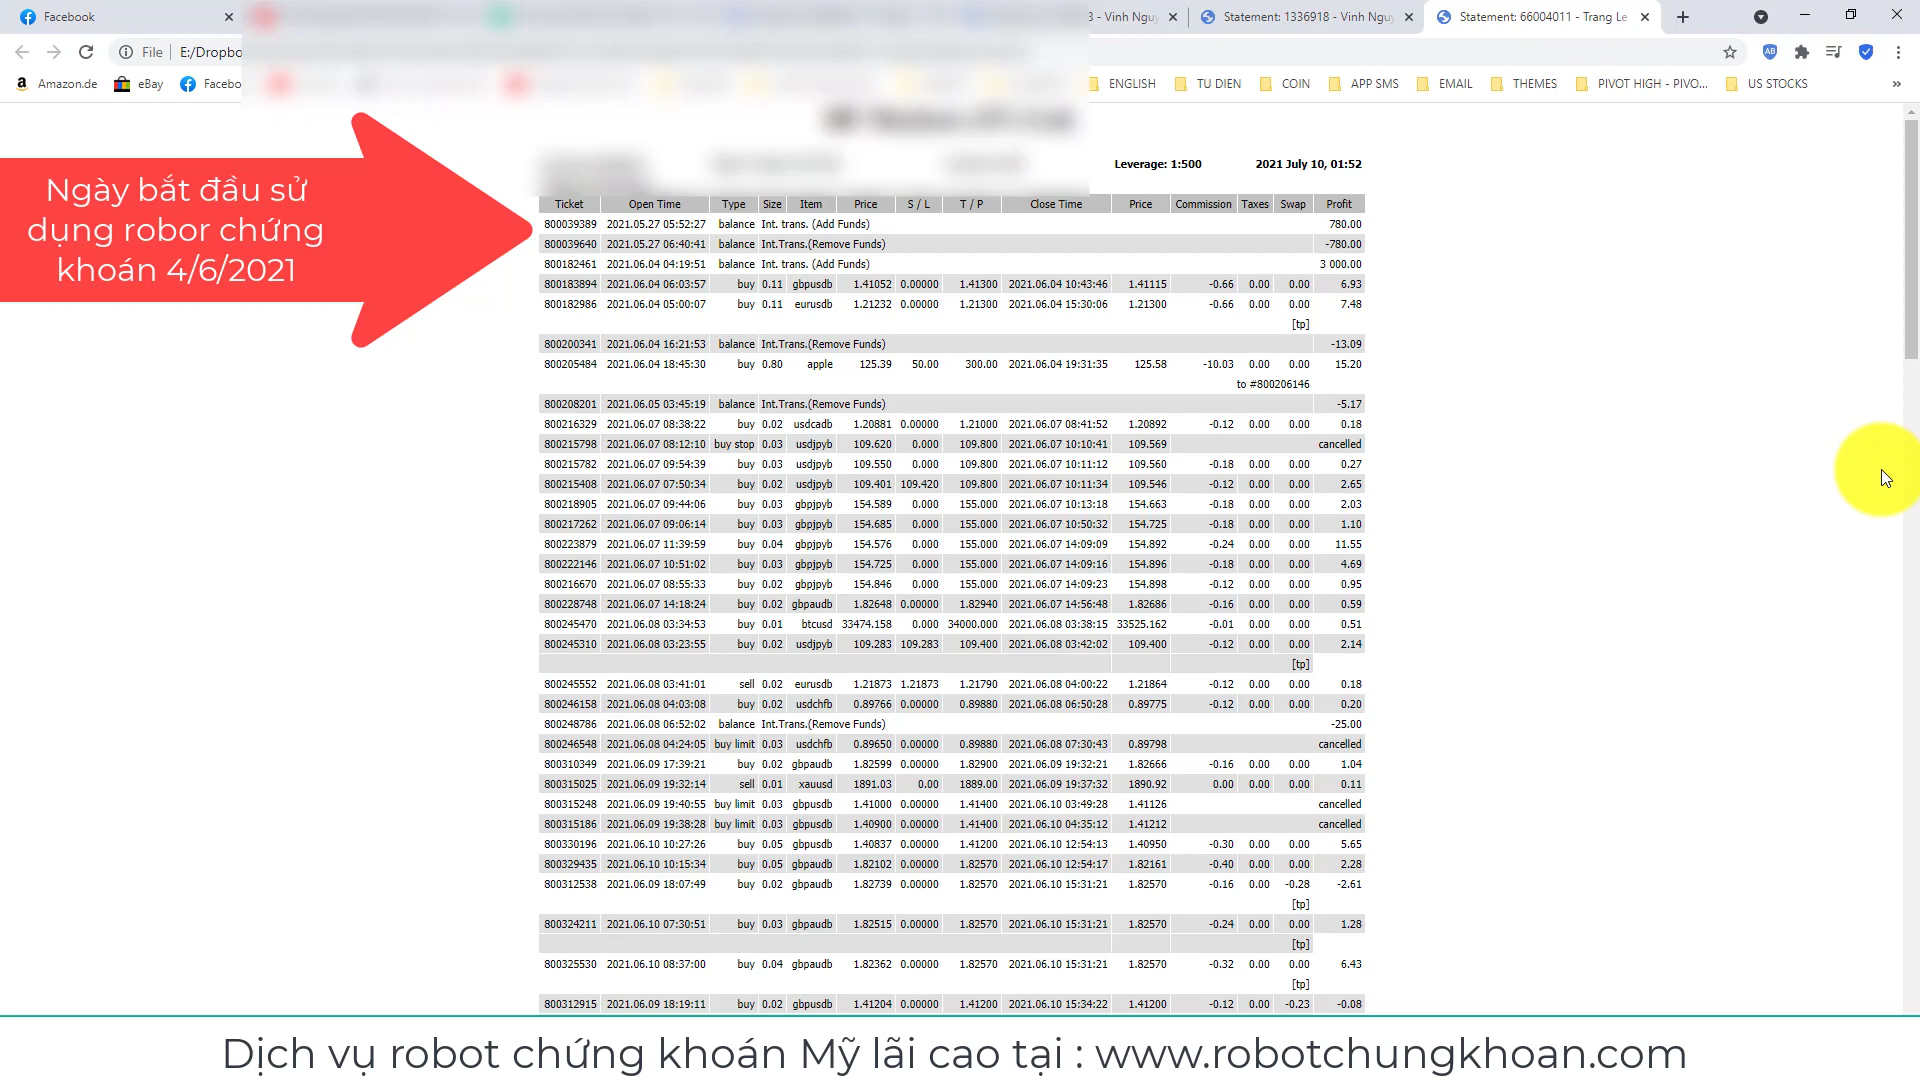 Facebook
3 - Vinh Nguy
Statement: 1336918 - Vinh Nguy
Statement: 66004011 - Trang Le
File
E:/Dropbo
Amazon.de
eBay
Facebo
ENGLISH
TU DIEN
COIN
APP SMS
EMAIL
THEMES
PIVOT HIGH - PIVO...
US STOCKS
Leverage: 1:500
2021 July 10, 01:52
Ngày bắt đầu sử
dụng robor chứng
khoán 4/6/2021
Ticket Open Time Type Size Item Price S / L T / P Close Time Price Commission Taxes Swap Profit
800039389 2021.05.27 05:52:27 balance Int. trans. (Add Funds) 780.00
800039640 2021.05.27 06:40:41 balance Int.Trans.(Remove Funds) -780.00
800182461 2021.06.04 04:19:51 balance Int. trans. (Add Funds) 3 000.00
800183894 2021.06.04 06:03:57 buy 0.11 gbpusdb 1.41052 0.00000 1.41300 2021.06.04 10:43:46 1.41115 -0.66 0.00 0.00 6.93
800182986 2021.06.04 05:00:07 buy 0.11 eurusdb 1.21232 0.00000 1.21300 2021.06.04 15:30:06 1.21300 -0.66 0.00 0.00 7.48
[tp]
800200341 2021.06.04 16:21:53 balance Int.Trans.(Remove Funds) -13.09
800205484 2021.06.04 18:45:30 buy 0.80 apple 125.39 50.00 300.00 2021.06.04 19:31:35 125.58 -10.03 0.00 0.00 15.20
to #800206146
800208201 2021.06.05 03:45:19 balance Int.Trans.(Remove Funds) -5.17
800216329 2021.06.07 08:38:22 buy 0.02 usdcadb 1.20881 0.00000 1.21000 2021.06.07 08:41:52 1.20892 -0.12 0.00 0.00 0.18
800215798 2021.06.07 08:12:10 buy stop 0.03 usdjpyb 109.620 0.000 109.800 2021.06.07 10:10:41 109.569 cancelled
800215782 2021.06.07 09:54:39 buy 0.03 usdjpyb 109.550 0.000 109.800 2021.06.07 10:11:12 109.560 -0.18 0.00 0.00 0.27
800215408 2021.06.07 07:50:34 buy 0.02 usdjpyb 109.401 109.420 109.800 2021.06.07 10:11:34 109.546 -0.12 0.00 0.00 2.65
800218905 2021.06.07 09:44:06 buy 0.03 gbpjpyb 154.589 0.000 155.000 2021.06.07 10:13:18 154.663 -0.18 0.00 0.00 2.03
800217262 2021.06.07 09:06:14 buy 0.03 gbpjpyb 154.685 0.000 155.000 2021.06.07 10:50:32 154.725 -0.18 0.00 0.00 1.10
800223879 2021.06.07 11:39:59 buy 0.04 gbpjpyb 154.576 0.000 155.000 2021.06.07 14:09:09 154.892 -0.24 0.00 0.00 11.55
800222146 2021.06.07 10:51:02 buy 0.03 gbpjpyb 154.725 0.000 155.000 2021.06.07 14:09:16 154.896 -0.18 0.00 0.00 4.69
800216670 2021.06.07 08:55:33 buy 0.02 gbpjpyb 154.846 0.000 155.000 2021.06.07 14:09:23 154.898 -0.12 0.00 0.00 0.95
800228748 2021.06.07 14:18:24 buy 0.02 gbpaudb 1.82648 0.00000 1.82940 2021.06.07 14:56:48 1.82686 -0.16 0.00 0.00 0.59
800245470 2021.06.08 03:34:53 buy 0.01 btcusd 33474.158 0.000 34000.000 2021.06.08 03:38:15 33525.162 -0.01 0.00 0.00 0.51
800245310 2021.06.08 03:23:55 buy 0.02 usdjpyb 109.283 109.283 109.400 2021.06.08 03:42:02 109.400 -0.12 0.00 0.00 2.14
[tp]
800245552 2021.06.08 03:41:01 sell 0.02 eurusdb 1.21873 1.21873 1.21790 2021.06.08 04:00:22 1.21864 -0.12 0.00 0.00 0.18
800246158 2021.06.08 04:03:08 buy 0.02 usdchfb 0.89766 0.00000 0.89880 2021.06.08 06:50:28 0.89775 -0.12 0.00 0.00 0.20
800248786 2021.06.08 06:52:02 balance Int.Trans.(Remove Funds) -25.00
800246548 2021.06.08 04:24:05 buy limit 0.03 usdchfb 0.89650 0.00000 0.89880 2021.06.08 07:30:43 0.89798 cancelled
800310349 2021.06.09 17:39:21 buy 0.02 gbpaudb 1.82599 0.00000 1.82900 2021.06.09 19:32:21 1.82666 -0.16 0.00 0.00 1.04
800315025 2021.06.09 19:32:14 sell 0.01 xauusd 1891.03 0.00 1889.00 2021.06.09 19:37:32 1890.92 0.00 0.00 0.00 0.11
800315248 2021.06.09 19:40:55 buy limit 0.03 gbpusdb 1.41000 0.00000 1.41400 2021.06.10 03:49:28 1.41126 cancelled
800315186 2021.06.09 19:38:28 buy limit 0.03 gbpusdb 1.40900 0.00000 1.41400 2021.06.10 04:35:12 1.41212 cancelled
800330196 2021.06.10 10:27:26 buy 0.05 gbpusdb 1.40837 0.00000 1.41200 2021.06.10 12:54:13 1.40950 -0.30 0.00 0.00 5.65
800329435 2021.06.10 10:15:34 buy 0.05 gbpaudb 1.82102 0.00000 1.82570 2021.06.10 12:54:17 1.82161 -0.40 0.00 0.00 2.28
800312538 2021.06.09 18:07:49 buy 0.02 gbpaudb 1.82739 0.00000 1.82570 2021.06.10 15:31:21 1.82570 -0.16 0.00 -0.28 -2.61
[tp]
800324211 2021.06.10 07:30:51 buy 0.03 gbpaudb 1.82515 0.00000 1.82570 2021.06.10 15:31:21 1.82570 -0.24 0.00 0.00 1.28
[tp]
800325530 2021.06.10 08:37:00 buy 0.04 gbpaudb 1.82362 0.00000 1.82570 2021.06.10 15:31:21 1.82570 -0.32 0.00 0.00 6.43
[tp]
800312915 2021.06.09 18:19:11 buy 0.02 gbpusdb 1.41204 0.00000 1.41200 2021.06.10 15:34:22 1.41200 -0.12 0.00 -0.23 -0.08
Dịch vụ robot chứng khoán Mỹ lãi cao tại : www.robotchungkhoan.com